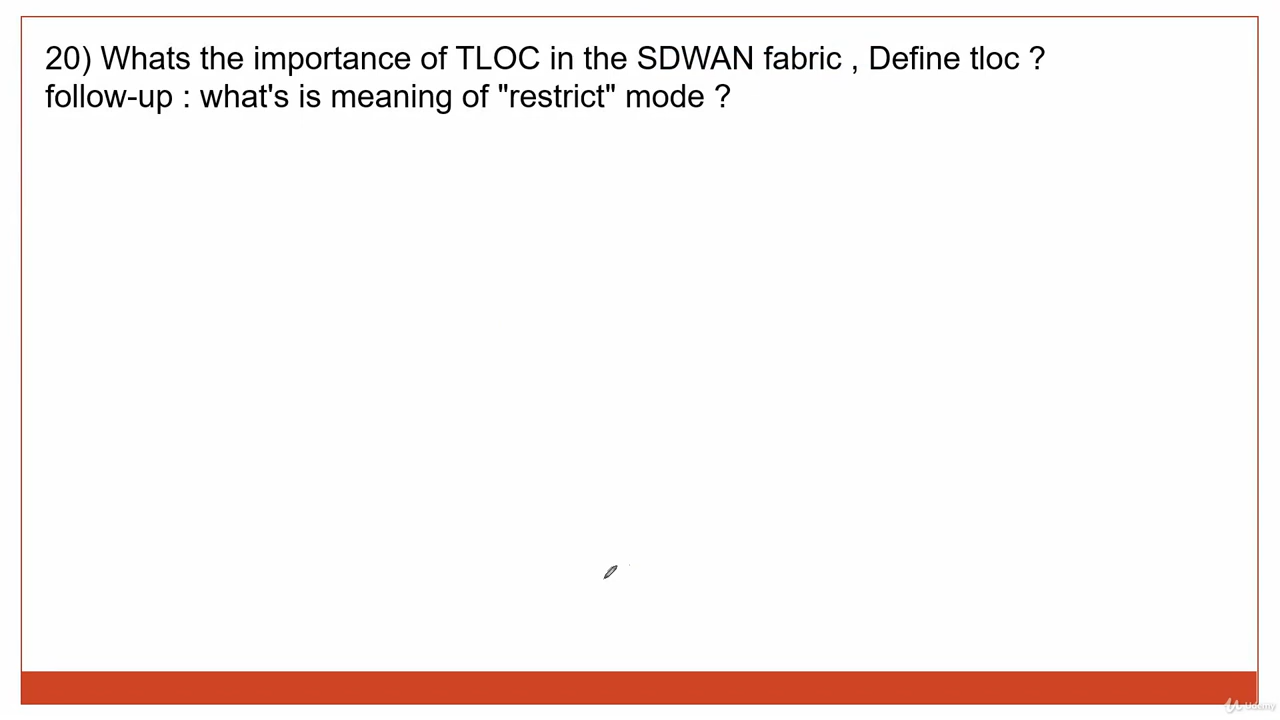 20) Whats the importance of TLOC in the SDWAN fabric , Define tloc ?
follow-up : what's is meaning of "restrict" mode ?
Udemy